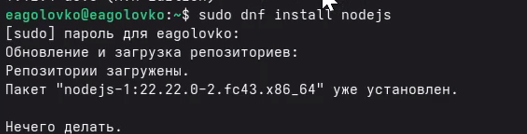 eagolovko@eagolovko:~$ sudo dnf install nodejs
[sudo] пароль для eagolovko:
Обновление и загрузка репозиториев:
Репозитории загружены.
Пакет "nodejs-1:22.22.0-2.fc43.x86_64" уже установлен.
Нечего делать.